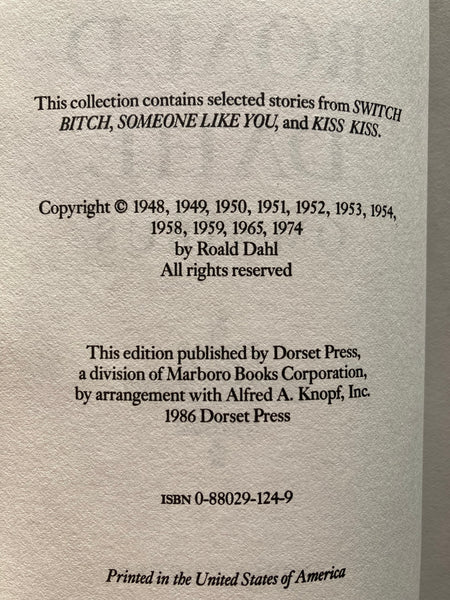 This collection contains selected stories from SWITCH
BITCH, SOMEONE LIKE YOU, and KISS KISS.
Copyright © 1948, 1949, 1950, 1951, 1952, 1953, 1954,
1958, 1959, 1965, 1974
by Roald Dahl
All rights reserved
This edition published by Dorset Press,
a division of Marboro Books Corporation,
by arrangement with Alfred A. Knopf, Inc.
1986 Dorset Press
ISBN 0-88029-124-9
Printed in the United States of America